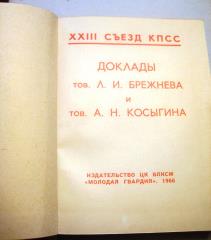 XXIII СЪЕЗД КПСС
ДОКЛАДЫ
тов. Л. И. БРЕЖНЕВА
И
тов. А. Н. КОСЫГИНА
ИЗДАТЕЛЬСТВО ЦК ВЛКСМ
«МОЛОДАЯ ГВАРДИЯ», 1966